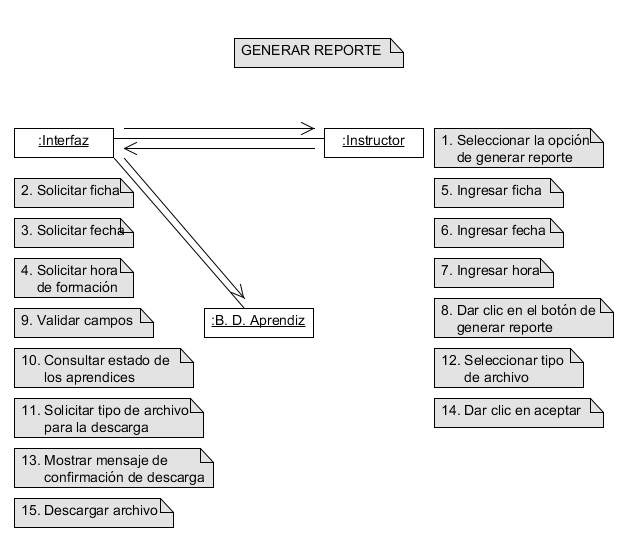 GENERAR REPORTE
:Interfaz
:Instructor
1. Seleccionar la opción
de generar reporte
2. Solicitar ficha
5. Ingresar ficha
3. Solicitar fecha
6. Ingresar fecha
4. Solicitar hora
de formación
7. Ingresar hora
9. Validar campos
:B. D. Aprendiz
8. Dar clic en el botón de
generar reporte
10. Consultar estado de
los aprendices
12. Seleccionar tipo
de archivo
11. Solicitar tipo de archivo
para la descarga
14. Dar clic en aceptar
13. Mostrar mensaje de
confirmación de descarga
15. Descargar archivo